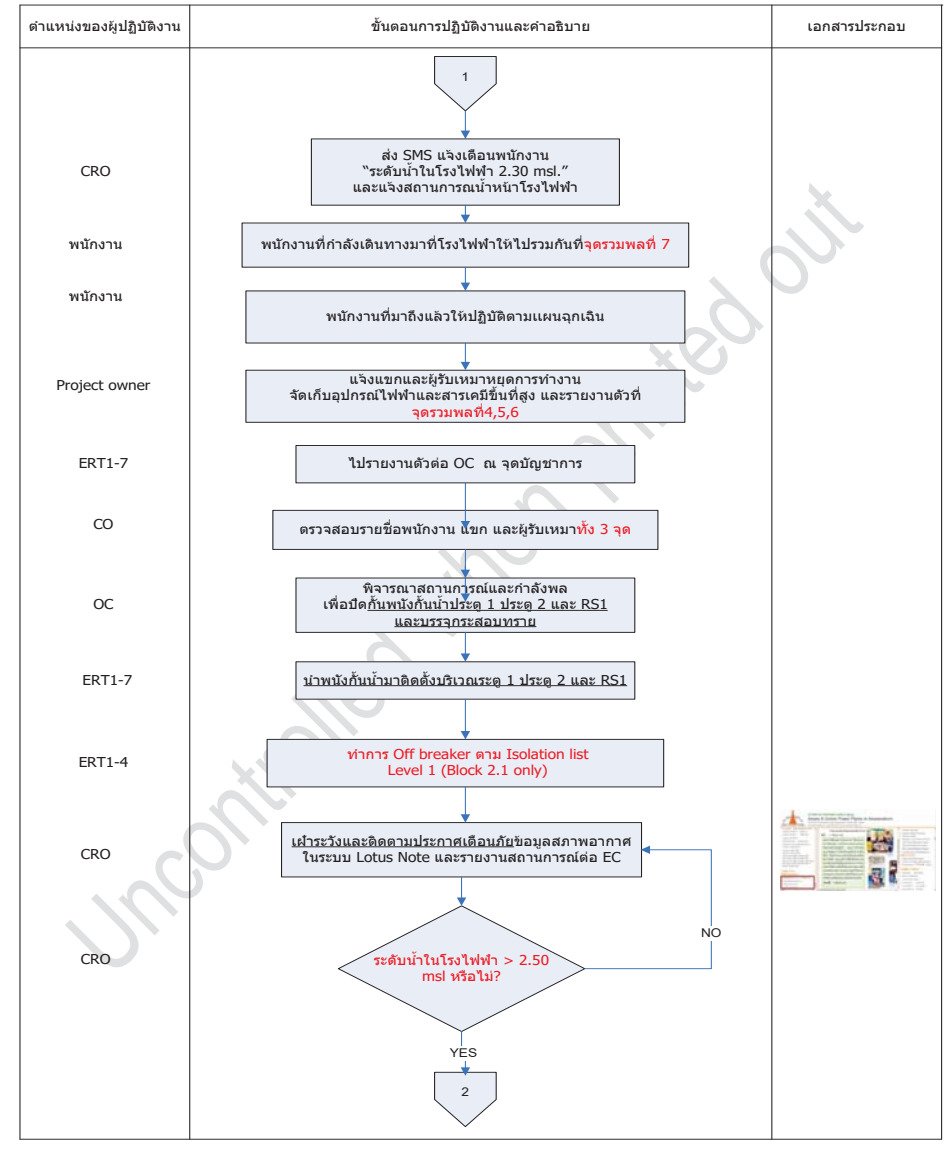 ตำแหน่งของผู้ปฏิบัติงาน
ขั้นตอนการปฏิบัติงานและคำอธิบาย
เอกสารประกอบ
1
CRO
ส่ง SMS แจ้งเตือนพนักงาน
“ระดับน้ำในโรงไฟฟ้า 2.30 msl.”
และแจ้งสถานการณ์น้ำหน้าโรงไฟฟ้า
พนักงาน
พนักงานที่กำลังเดินทางมาที่โรงไฟฟ้าให้ไปรวมกันที่จุดรวมพลที่ 7
พนักงาน
พนักงานที่มาถึงแล้วให้ปฏิบัติตามแผนฉุกเฉิน
Project owner
แจ้งแขกและผู้รับเหมาหยุดการทำงาน
จัดเก็บอุปกรณ์ไฟฟ้าและสารเคมีขึ้นที่สูง และรายงานตัวที่
จุดรวมพลที่4,5,6
ERT1-7
ไปรายงานตัวต่อ OC ณ จุดบัญชาการ
CO
ตรวจสอบรายชื่อพนักงาน แขก และผู้รับเหมาทั้ง 3 จุด
OC
พิจารณาสถานการณ์และกำลังพล
เพื่อปิดกั้นพนังกั้นน้ำประตู 1 ประตู 2 และ RS1
และบรรจุกระสอบทราย
ERT1-7
นำพนังกั้นน้ำมาติดตั้งบริเวณระตู 1 ประตู 2 และ RS1
ERT1-4
ทำการ Off breaker ตาม Isolation list
Level 1 (Block 2.1 only)
CRO
เฝ้าระวังและติดตามประกาศเตือนภัยข้อมูลสภาพอากาศ
ในระบบ Lotus Note และรายงานสถานการณ์ต่อ EC
NO
CRO
ระดับน้ำในโรงไฟฟ้า > 2.50
msl หรือไม่?
YES
2
Uncontrolled when printed out